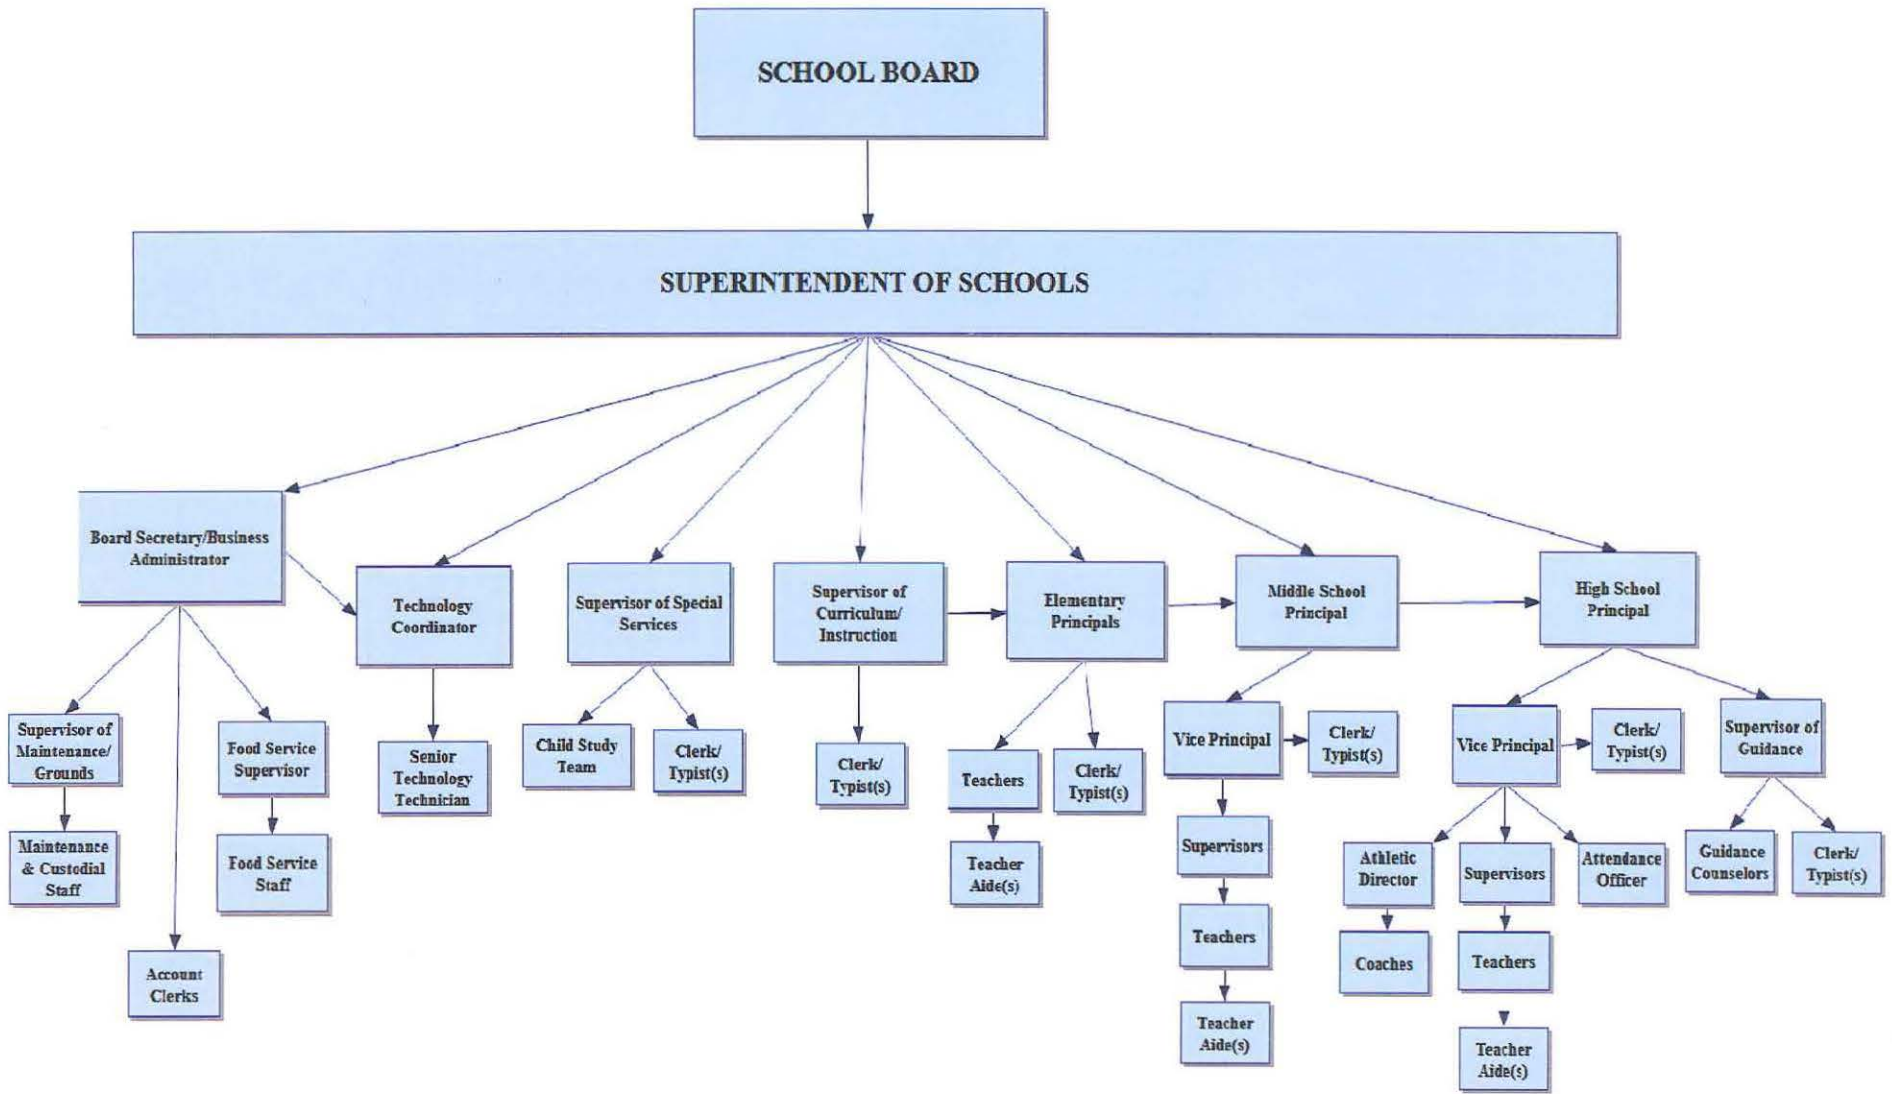 SCHOOL BOARD
SUPERINTENDENT OF SCHOOLS
Board Secretary/Business
Administrator
Technology
Coordinator
Supervisor of Special
Services
Supervisor of
Curriculum/
Instruction
Elementary
Principals
Middle School
Principal
High School
Principal
Supervisor of
Maintenance/
Grounds
Food Service
Supervisor
Senior
Technology
Technician
Child Study
Team
Clerk/
Typist(s)
Clerk/
Typist(s)
Teachers
Clerk/
Typist(s)
Vice Principal
Clerk/
Typist(s)
Vice Principal
Clerk/
Typist(s)
Supervisor of
Guidance
Maintenance
& Custodial
Staff
Food Service
Staff
Teacher
Aide(s)
Supervisors
Athletic
Director
Supervisors
Attendance
Officer
Guidance
Counselors
Clerk/
Typist(s)
Account
Clerks
Teachers
Coaches
Teachers
Teacher
Aide(s)
Teacher
Aide(s)